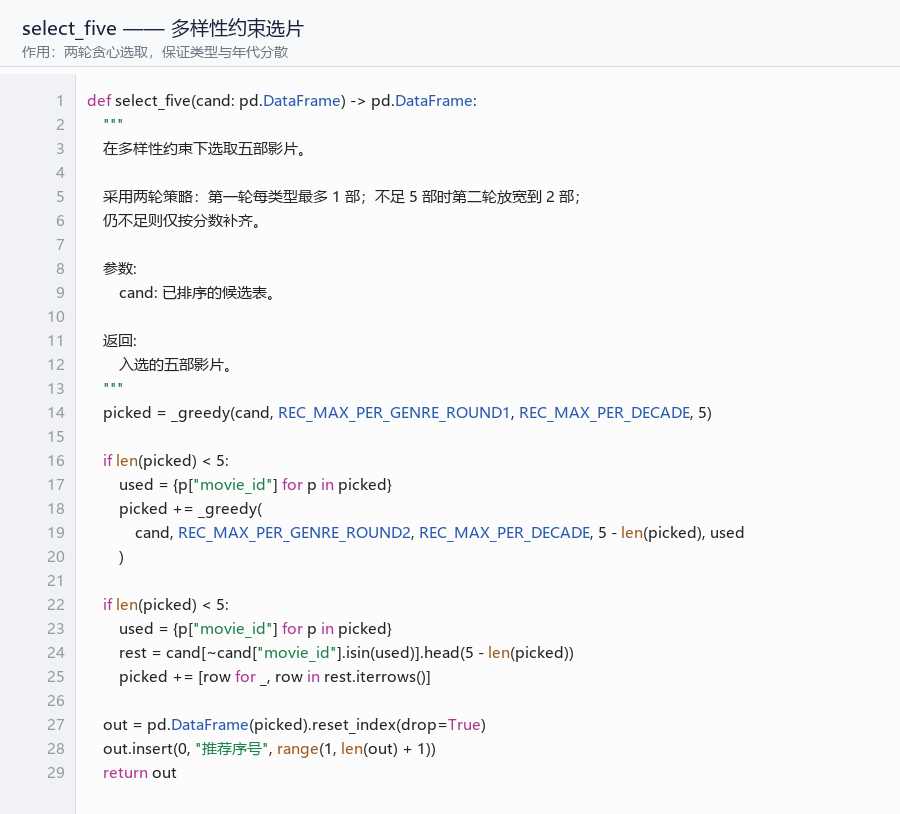 select_five —— 多样性约束选片
作用：两轮贪心选取，保证类型与年代分散
1 def select_five(cand: pd.DataFrame) -> pd.DataFrame:
2 """
3 在多样性约束下选取五部影片。
4
5 采用两轮策略：第一轮每类型最多 1 部；不足 5 部时第二轮放宽到 2 部；
6 仍不足则仅按分数补齐。
7
8 参数:
9 cand: 已排序的候选表。
10
11 返回:
12 入选的五部影片。
13 """
14 picked = _greedy(cand, REC_MAX_PER_GENRE_ROUND1, REC_MAX_PER_DECADE, 5)
15
16 if len(picked) < 5:
17 used = {p["movie_id"] for p in picked}
18 picked += _greedy(
19 cand, REC_MAX_PER_GENRE_ROUND2, REC_MAX_PER_DECADE, 5 - len(picked), used
20 )
21
22 if len(picked) < 5:
23 used = {p["movie_id"] for p in picked}
24 rest = cand[~cand["movie_id"].isin(used)].head(5 - len(picked))
25 picked += [row for _, row in rest.iterrows()]
26
27 out = pd.DataFrame(picked).reset_index(drop=True)
28 out.insert(0, "推荐序号", range(1, len(out) + 1))
29 return out